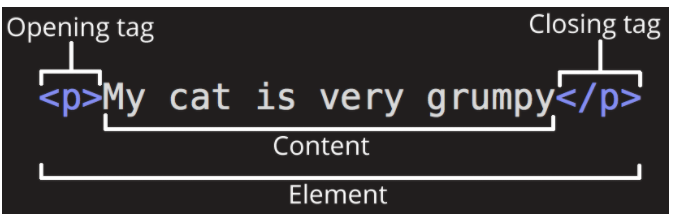 Opening tag
Closing tag
<p>My cat is very grumpy</p>
Content
Element